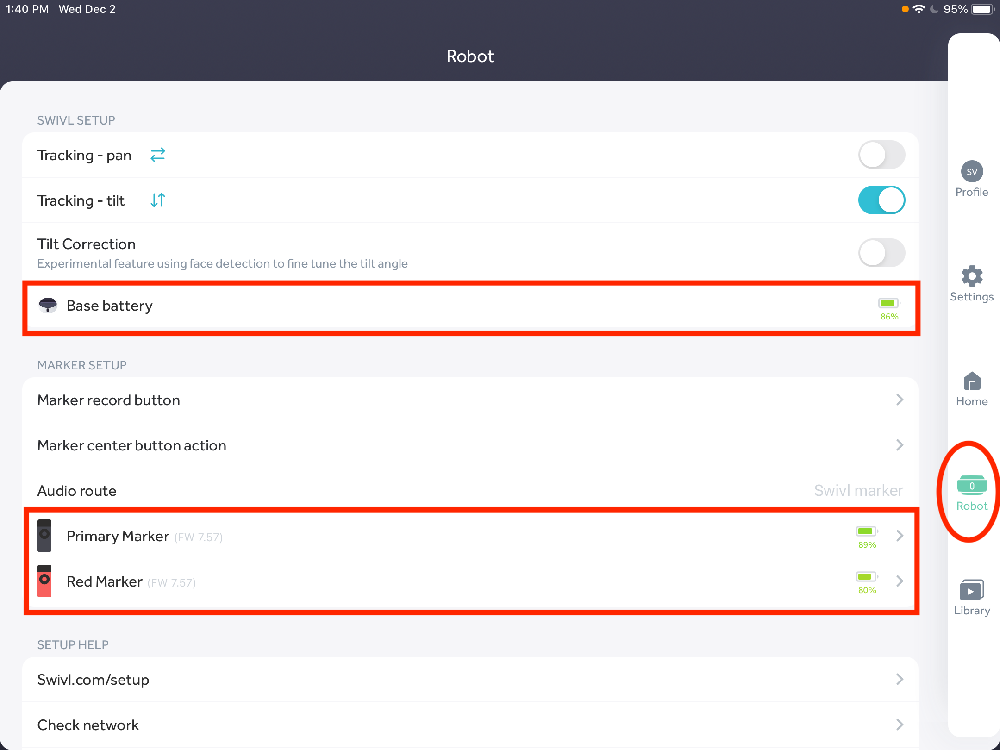 1:40 PM Wed Dec 2
95%
Robot
SWIVL SETUP
Tracking - pan
Tracking - tilt
Tilt Correction
Experimental feature using face detection to fine tune the tilt angle
Base battery
86%
MARKER SETUP
Marker record button
Marker center button action
Audio route
Swivl marker
Primary Marker (FW 7.57)
89%
Red Marker (FW 7.57)
80%
SETUP HELP
Swivl.com/setup
Check network
SV
Profile
Settings
Home
0
Robot
Library